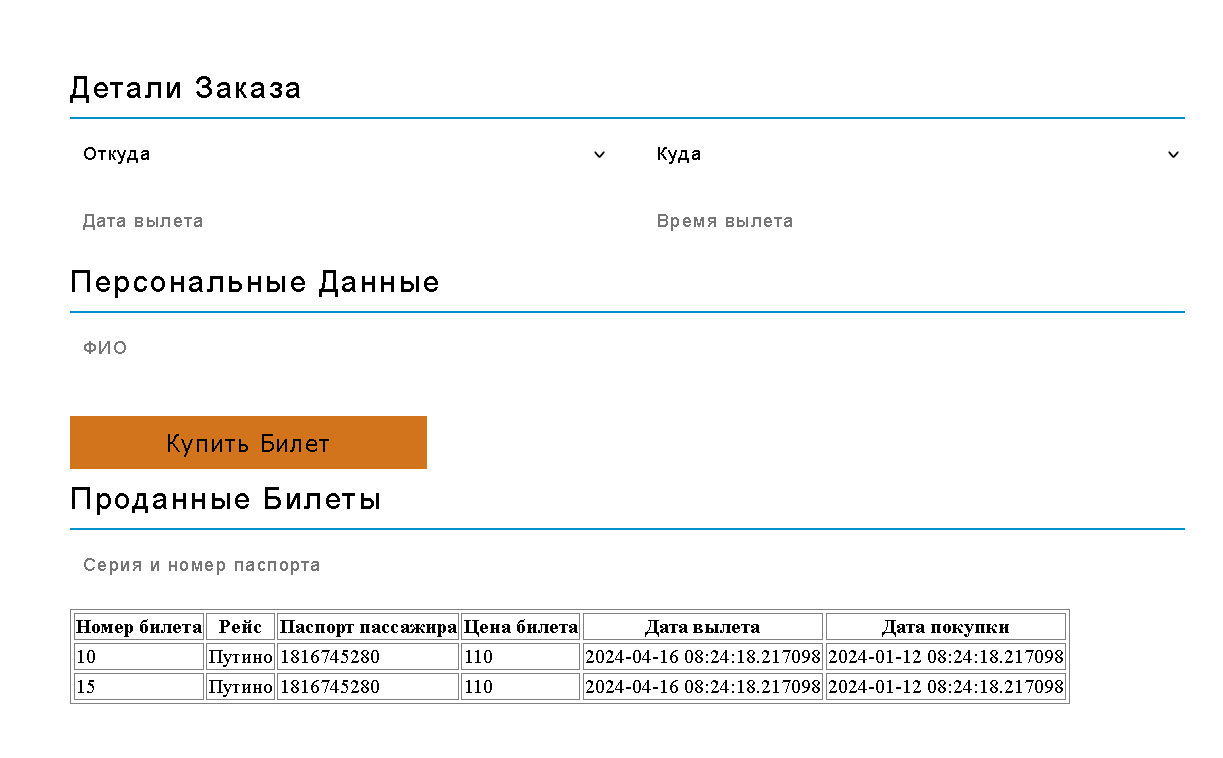 Детали Заказа
Откуда Куда
Дата вылета Время вылета
Персональные Данные
ФИО
Купить Билет
Проданные Билеты
Серия и номер паспорта
Номер билета Рейс Паспорт пассажира Цена билета Дата вылета Дата покупки
10 Путино 1816745280 110 2024-04-16 08:24:18.217098 2024-01-12 08:24:18.217098
15 Путино 1816745280 110 2024-04-16 08:24:18.217098 2024-01-12 08:24:18.217098